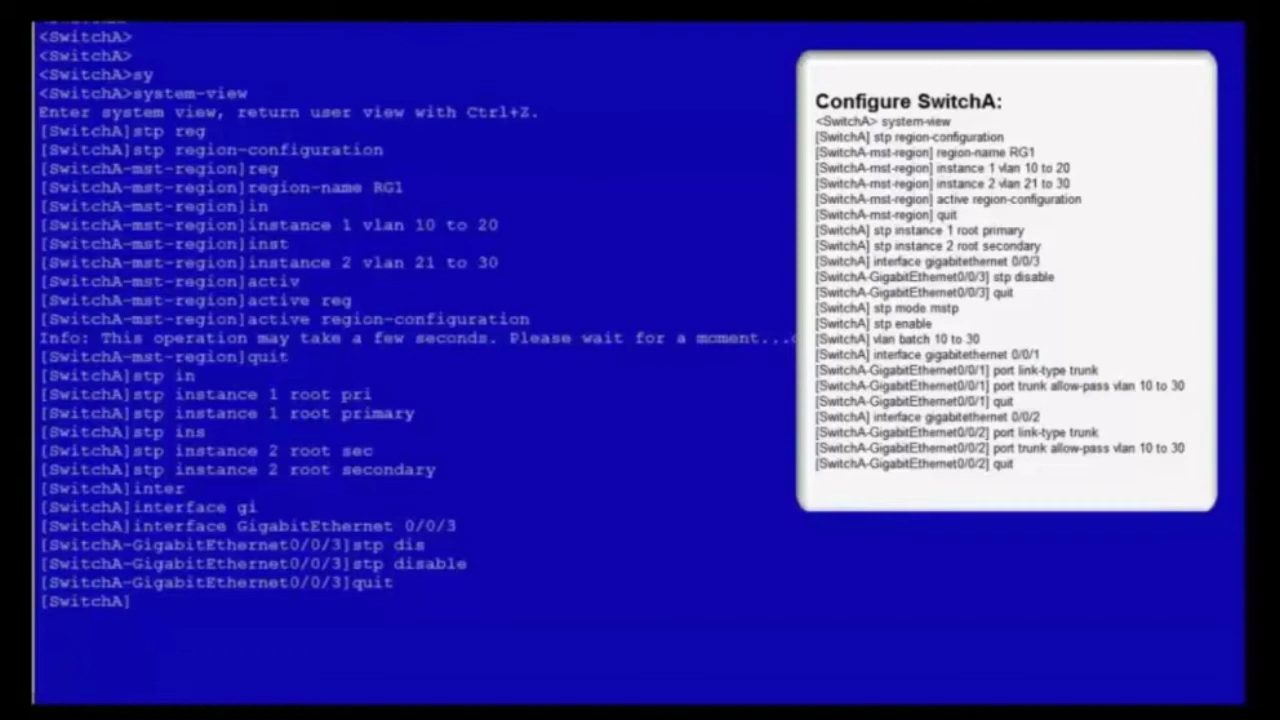 <SwitchA>
<SwitchA>
<SwitchA>sy
<SwitchA>system-view
Enter system view, return user view with Ctrl+Z.
[SwitchA]stp reg
[SwitchA]stp region-configuration
[SwitchA-mst-region]reg
[SwitchA-mst-region]region-name RG1
[SwitchA-mst-region]in
[SwitchA-mst-region]instance 1 vlan 10 to 20
[SwitchA-mst-region]inst
[SwitchA-mst-region]instance 2 vlan 21 to 30
[SwitchA-mst-region]activ
[SwitchA-mst-region]active reg
[SwitchA-mst-region]active region-configuration
Info: This operation may take a few seconds. Please wait for a moment...
[SwitchA-mst-region]quit
[SwitchA]stp in
[SwitchA]stp instance 1 root pri
[SwitchA]stp instance 1 root primary
[SwitchA]stp ins
[SwitchA]stp instance 2 root sec
[SwitchA]stp instance 2 root secondary
[SwitchA]inter
[SwitchA]interface gi
[SwitchA]interface GigabitEthernet 0/0/3
[SwitchA-GigabitEthernet0/0/3]stp dis
[SwitchA-GigabitEthernet0/0/3]stp disable
[SwitchA-GigabitEthernet0/0/3]quit
[SwitchA]
Configure SwitchA:
<SwitchA> system-view
[SwitchA] stp region-configuration
[SwitchA-mst-region] region-name RG1
[SwitchA-mst-region] instance 1 vlan 10 to 20
[SwitchA-mst-region] instance 2 vlan 21 to 30
[SwitchA-mst-region] active region-configuration
[SwitchA-mst-region] quit
[SwitchA] stp instance 1 root primary
[SwitchA] stp instance 2 root secondary
[SwitchA] interface gigabitethernet 0/0/3
[SwitchA-GigabitEthernet0/0/3] stp disable
[SwitchA-GigabitEthernet0/0/3] quit
[SwitchA] stp mode mstp
[SwitchA] stp enable
[SwitchA] vlan batch 10 to 30
[SwitchA] interface gigabitethernet 0/0/1
[SwitchA-GigabitEthernet0/0/1] port link-type trunk
[SwitchA-GigabitEthernet0/0/1] port trunk allow-pass vlan 10 to 30
[SwitchA-GigabitEthernet0/0/1] quit
[SwitchA] interface gigabitethernet 0/0/2
[SwitchA-GigabitEthernet0/0/2] port link-type trunk
[SwitchA-GigabitEthernet0/0/2] port trunk allow-pass vlan 10 to 30
[SwitchA-GigabitEthernet0/0/2] quit